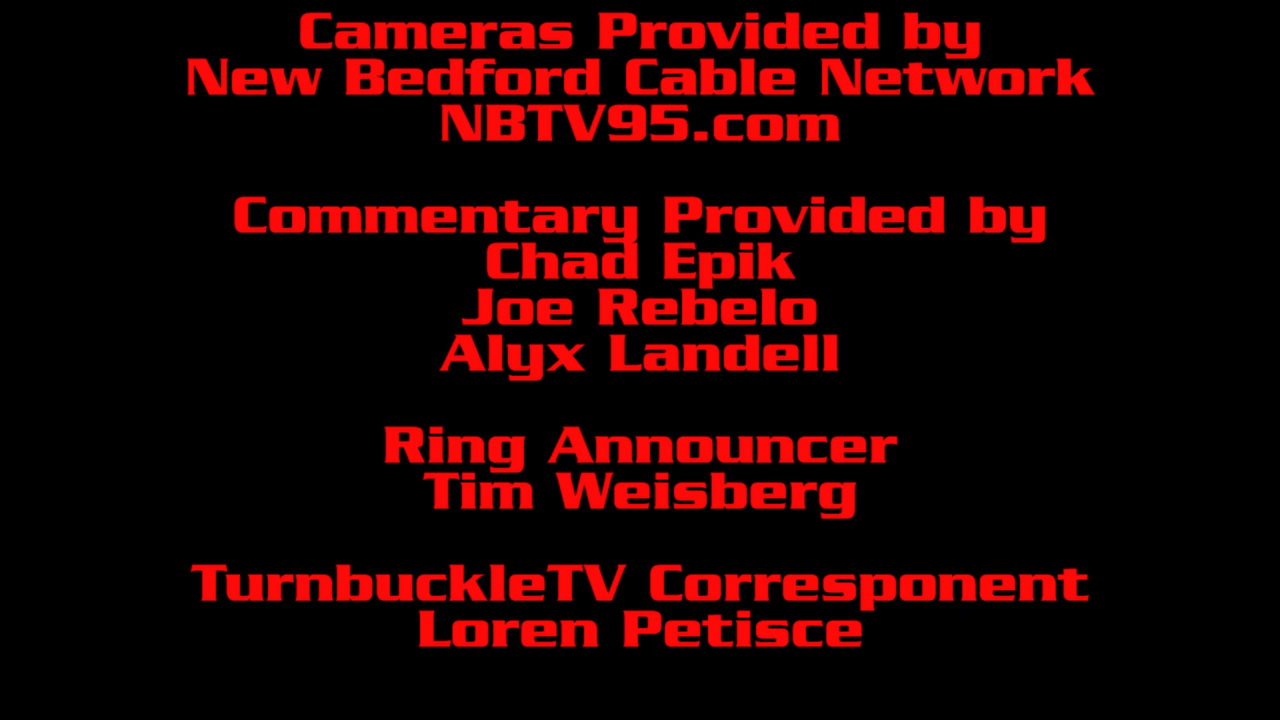 Cameras Provided by
New Bedford Cable Network
NBTV95.com
Commentary Provided by
Chad Epik
Joe Rebelo
Alyx Landell
Ring Announcer
Tim Weisberg
TurnbuckleTV Corresponent
Loren Petisce